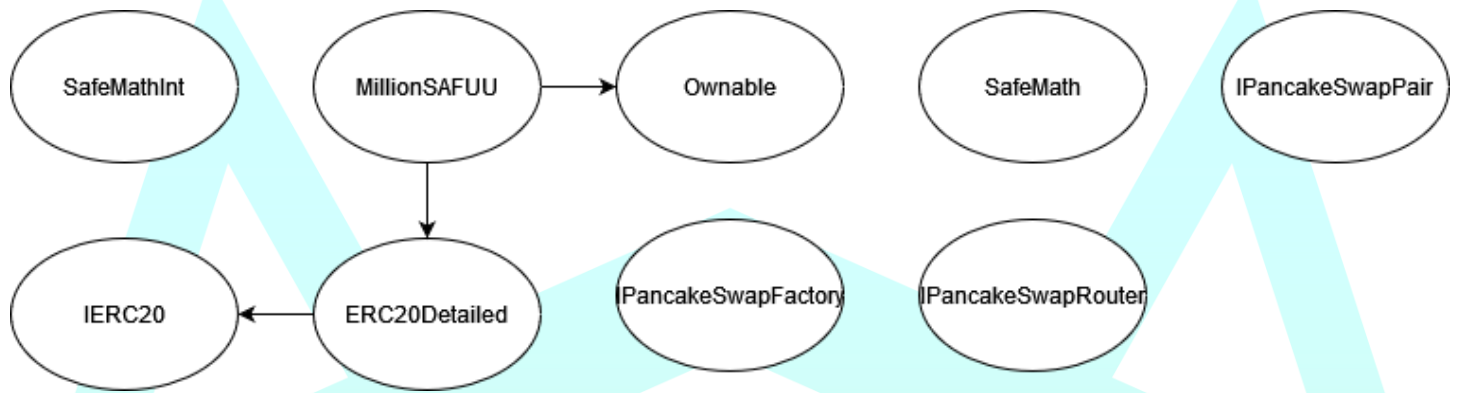 SafeMathInt
MillionSAFUU
Ownable
SafeMath
IPancakeSwapPair
IERC20
ERC20Detailed
IPancakeSwapFactory
IPancakeSwapRouter